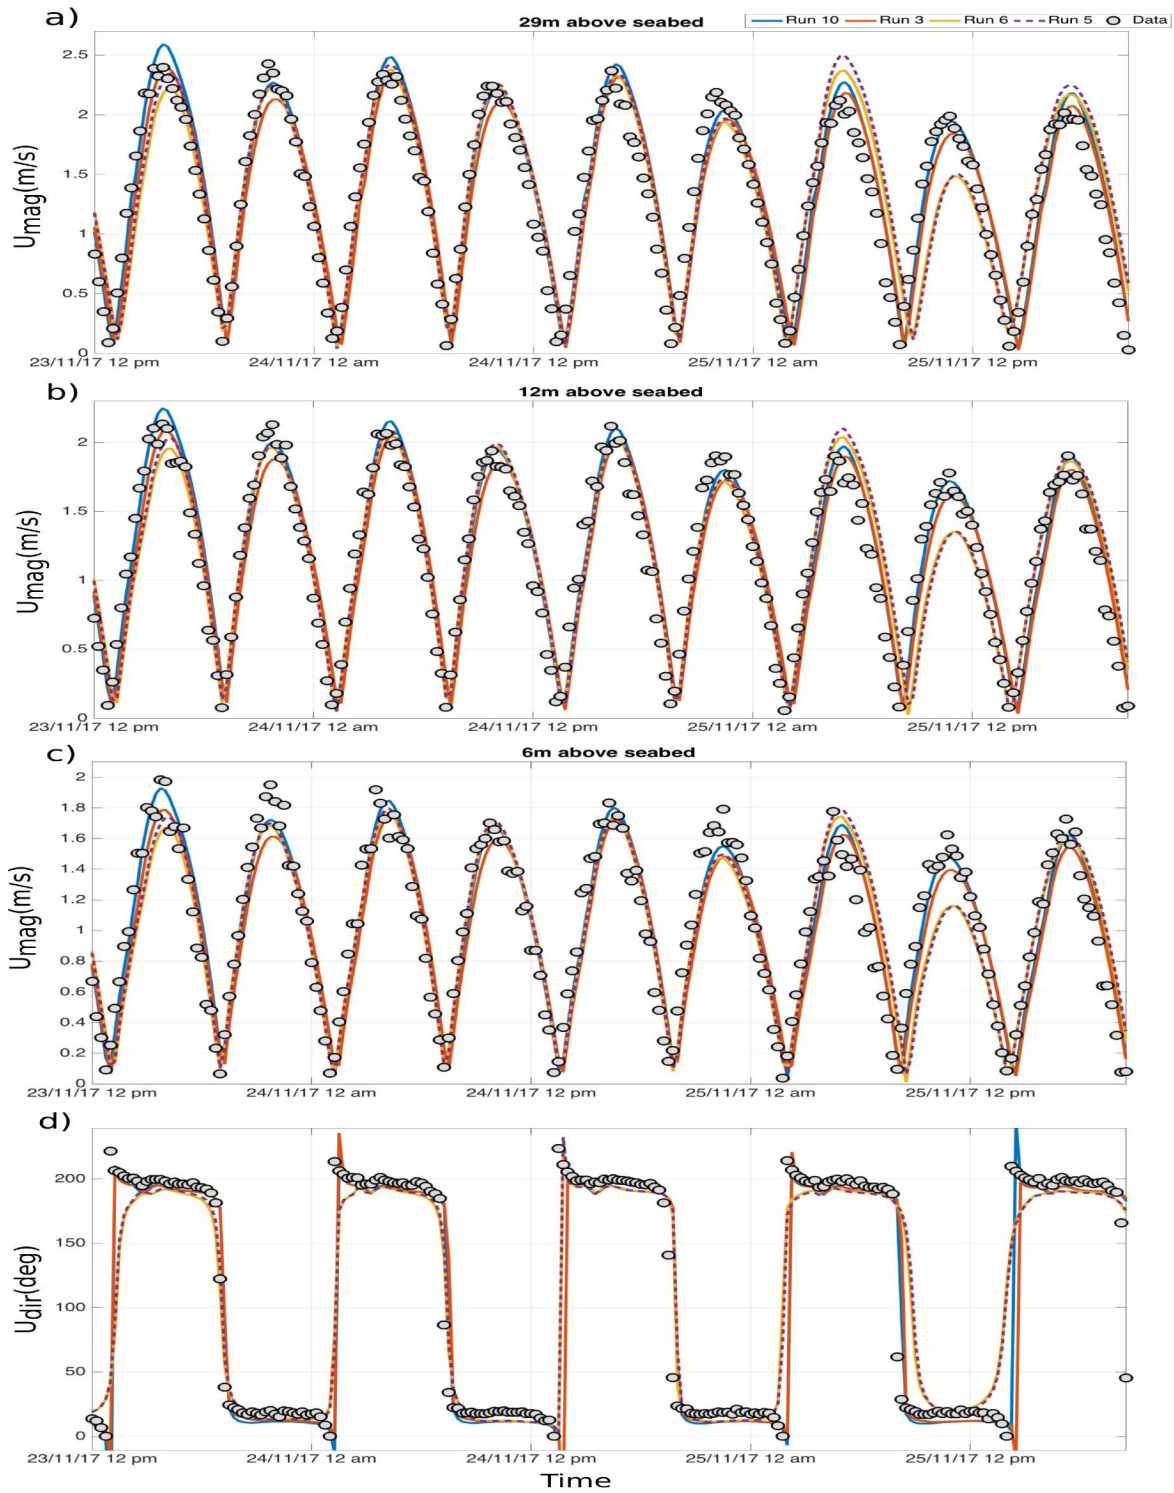 a)
29m above seabed
Run 10 Run 3 Run 6 Run 5 Data
2.5
2
1.5
1
0.5
0
Umag(m/s)
23/11/17 12 pm 24/11/17 12 am 24/11/17 12 pm 25/11/17 12 am 25/11/17 12 pm
b)
12m above seabed
2
1.5
1
0.5
0
Umag(m/s)
23/11/17 12 pm 24/11/17 12 am 24/11/17 12 pm 25/11/17 12 am 25/11/17 12 pm
c)
6m above seabed
2
1.8
1.6
1.4
1.2
1
0.8
0.6
0.4
0.2
0
Umag(m/s)
23/11/17 12 pm 24/11/17 12 am 24/11/17 12 pm 25/11/17 12 am 25/11/17 12 pm
d)
200
150
100
50
0
Udir(deg)
23/11/17 12 pm 24/11/17 12 am 24/11/17 12 pm 25/11/17 12 am 25/11/17 12 pm
Time